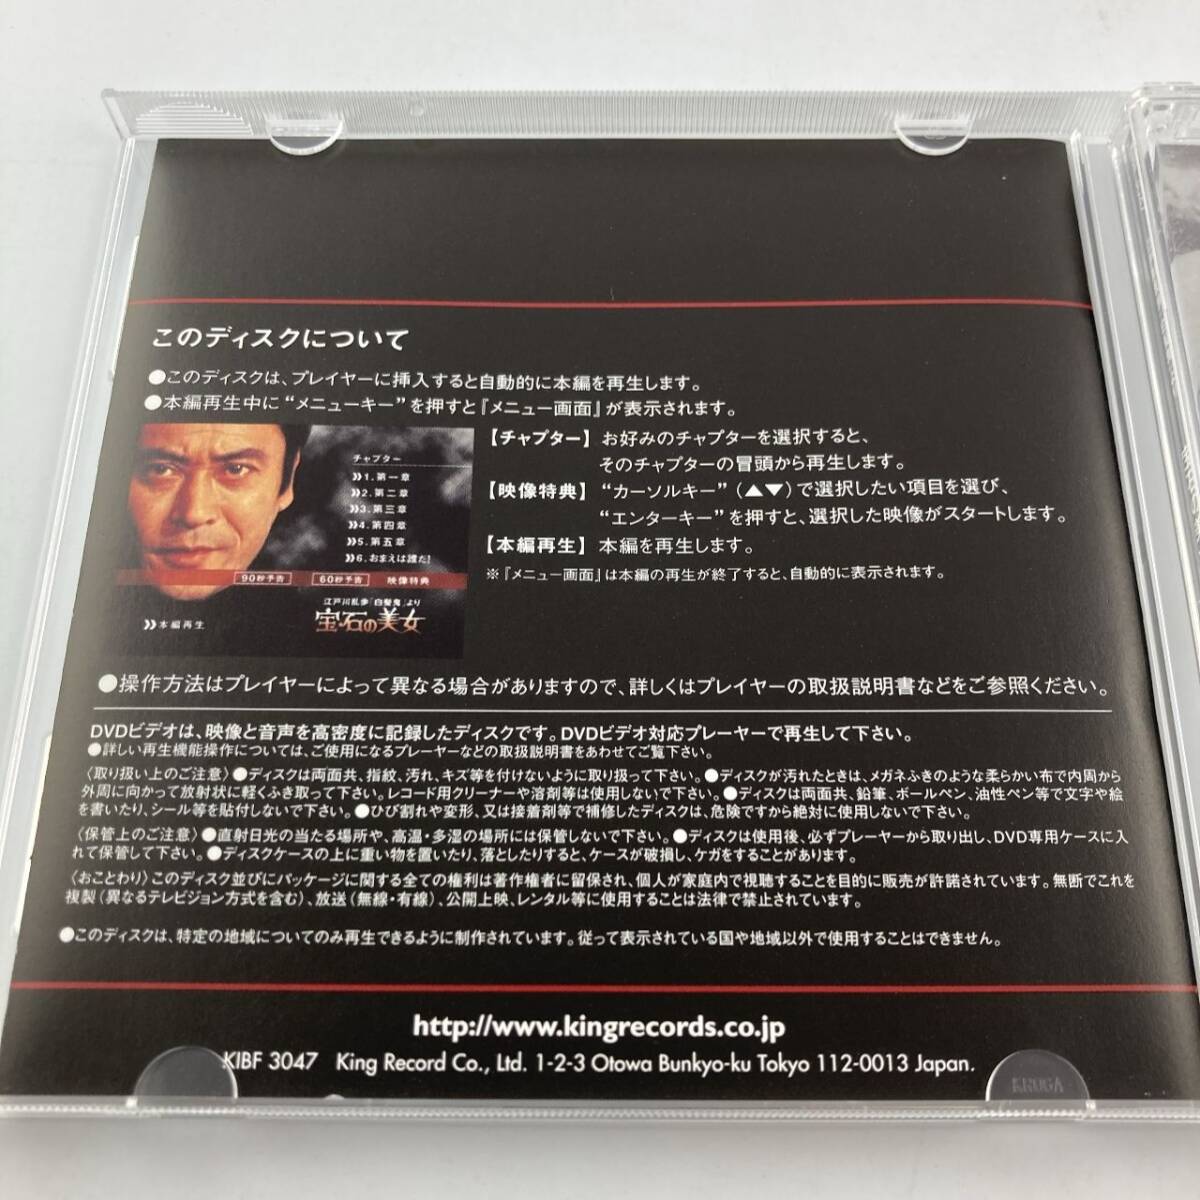 このディスクについて
●このディスクは、プレイヤーに挿入すると自動的に本編を再生します。
●本編再生中に“メニューキー”を押すと『メニュー画面』が表示されます。
チャプター
1.第一章
2.第二章
3.第三章
4.第四章
5.第五章
6.おまえは誰だ!
90秒予告 60秒予告 映像特典
江戸川乱歩「白髪鬼」より
宝石の美女
本編再生
【チャプター】 お好みのチャプターを選択すると、
そのチャプターの冒頭から再生します。
【映像特典】 “カーソルキー”(▲▼)で選択したい項目を選び、
“エンターキー”を押すと、選択した映像がスタートします。
【本編再生】 本編を再生します。
※『メニュー画面』は本編の再生が終了すると、自動的に表示されます。
●操作方法はプレイヤーによって異なる場合がありますので、詳しくはプレイヤーの取扱説明書などをご参照ください。
DVDビデオは、映像と音声を高密度に記録したディスクです。DVDビデオ対応プレーヤーで再生して下さい。
●詳しい再生機能操作については、ご使用になるプレーヤーなどの取扱説明書をあわせてご覧下さい。
〈取り扱い上のご注意〉●ディスクは両面共、指紋、汚れ、キズ等を付けないように取り扱って下さい。●ディスクが汚れたときは、メガネふきのような柔らかい布で内周から
外周に向かって放射状に軽くふき取って下さい。レコード用クリーナーや溶剤等は使用しないで下さい。●ディスクは両面共、鉛筆、ボールペン、油性ペン等で文字や絵
を書いたり、シール等を貼付しないで下さい。●ひび割れや変形、又は接着剤等で補修したディスクは、危険ですから絶対に使用しないで下さい。
〈保管上のご注意〉●直射日光の当たる場所や、高温・多湿の場所には保管しないで下さい。●ディスクは使用後、必ずプレーヤーから取り出し、DVD専用ケースに入
れて保管して下さい。●ディスクケースの上に重い物を置いたり、落としたりすると、ケースが破損し、ケガをすることがあります。
〈おことわり〉このディスク並びにパッケージに関する全ての権利は著作権者に留保され、個人が家庭内で視聴することを目的に販売が許諾されています。無断でこれを
複製(異なるテレビジョン方式を含む)、放送(無線・有線)、公開上映、レンタル等に使用することは法律で禁止されています。
●このディスクは、特定の地域についてのみ再生できるように制作されています。従って表示されている国や地域以外で使用することはできません。
http://www.kingrecords.co.jp
KIBF 3047 King Record Co., Ltd. 1-2-3 Otowa Bunkyo-ku Tokyo 112-0013 Japan.